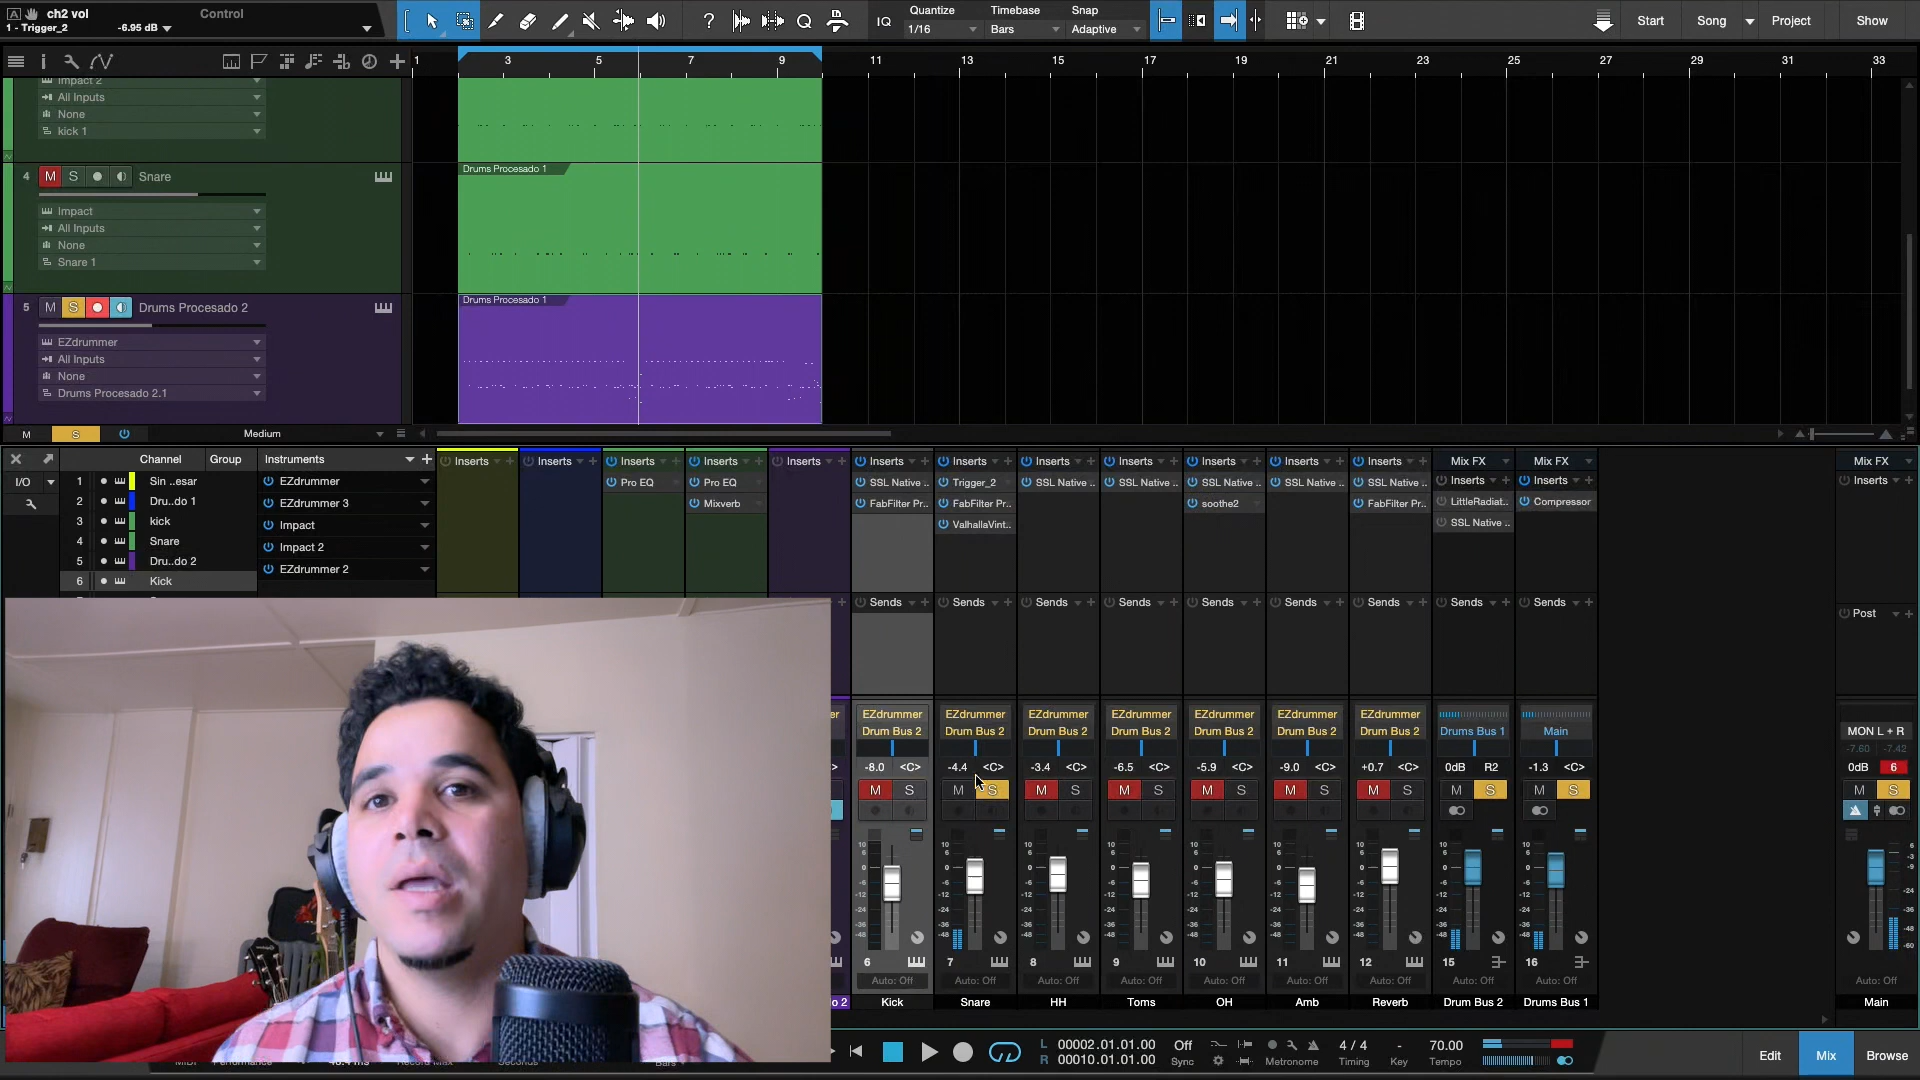 ch2 vol
Control
1 - Trigger_2
-6.95 dB
IQ
Quantize
1/16
Timebase
Bars
Snap
Adaptive
Start
Song
Project
Show
1
3
5
7
9
11
13
15
17
19
21
23
25
27
29
31
33
Impact 2
All Inputs
None
kick 1
Drums Procesado 1
4
M
S
Snare
Impact
All Inputs
None
Snare 1
Drums Procesado 1
5
M
S
Drums Procesado 2
EZdrummer
All Inputs
None
Drums Procesado 2.1
M
S
Medium
Channel
Group
Instruments
I/O
1 Sin ..esar
2 Dru..do 1
3 kick
4 Snare
5 Dru..do 2
6 Kick
EZdrummer
EZdrummer 3
Impact
Impact 2
EZdrummer 2
Inserts Inserts Inserts Inserts Inserts Inserts Inserts Inserts Inserts Inserts Inserts Inserts Mix FX Mix FX Mix FX
Inserts Inserts Inserts
Pro EQ Pro EQ SSL Native .. Trigger_2 SSL Native .. SSL Native .. SSL Native .. SSL Native .. SSL Native ..
Mixverb FabFilter Pr.. FabFilter Pr.. soothe2 FabFilter Pr.. LittleRadiat.. Compressor
ValhallaVint.. SSL Native ..
Sends Sends Sends Sends Sends Sends Sends Sends Sends Post
EZdrummer EZdrummer EZdrummer EZdrummer EZdrummer EZdrummer EZdrummer
Drum Bus 2 Drum Bus 2 Drum Bus 2 Drum Bus 2 Drum Bus 2 Drum Bus 2 Drum Bus 2 Drums Bus 1 Main MON L + R
-7.60 -7.42
-8.0 <C> -4.4 <C> -3.4 <C> -6.5 <C> -5.9 <C> -9.0 <C> +0.7 <C> 0dB R2 -1.3 <C> 0dB 6
M S M S M S M S M S M S M S M S M S M S
6 7 8 9 10 11 12 15 16
Auto: Off Auto: Off Auto: Off Auto: Off Auto: Off Auto: Off Auto: Off Auto: Off Auto: Off Auto: Off
o 2 Kick Snare HH Toms OH Amb Reverb Drum Bus 2 Drums Bus 1 Main
L 00002.01.01.00
R 00010.01.01.00
Off
Sync
Metronome
4 / 4
Timing
-
Key
70.00
Tempo
Edit
Mix
Browse